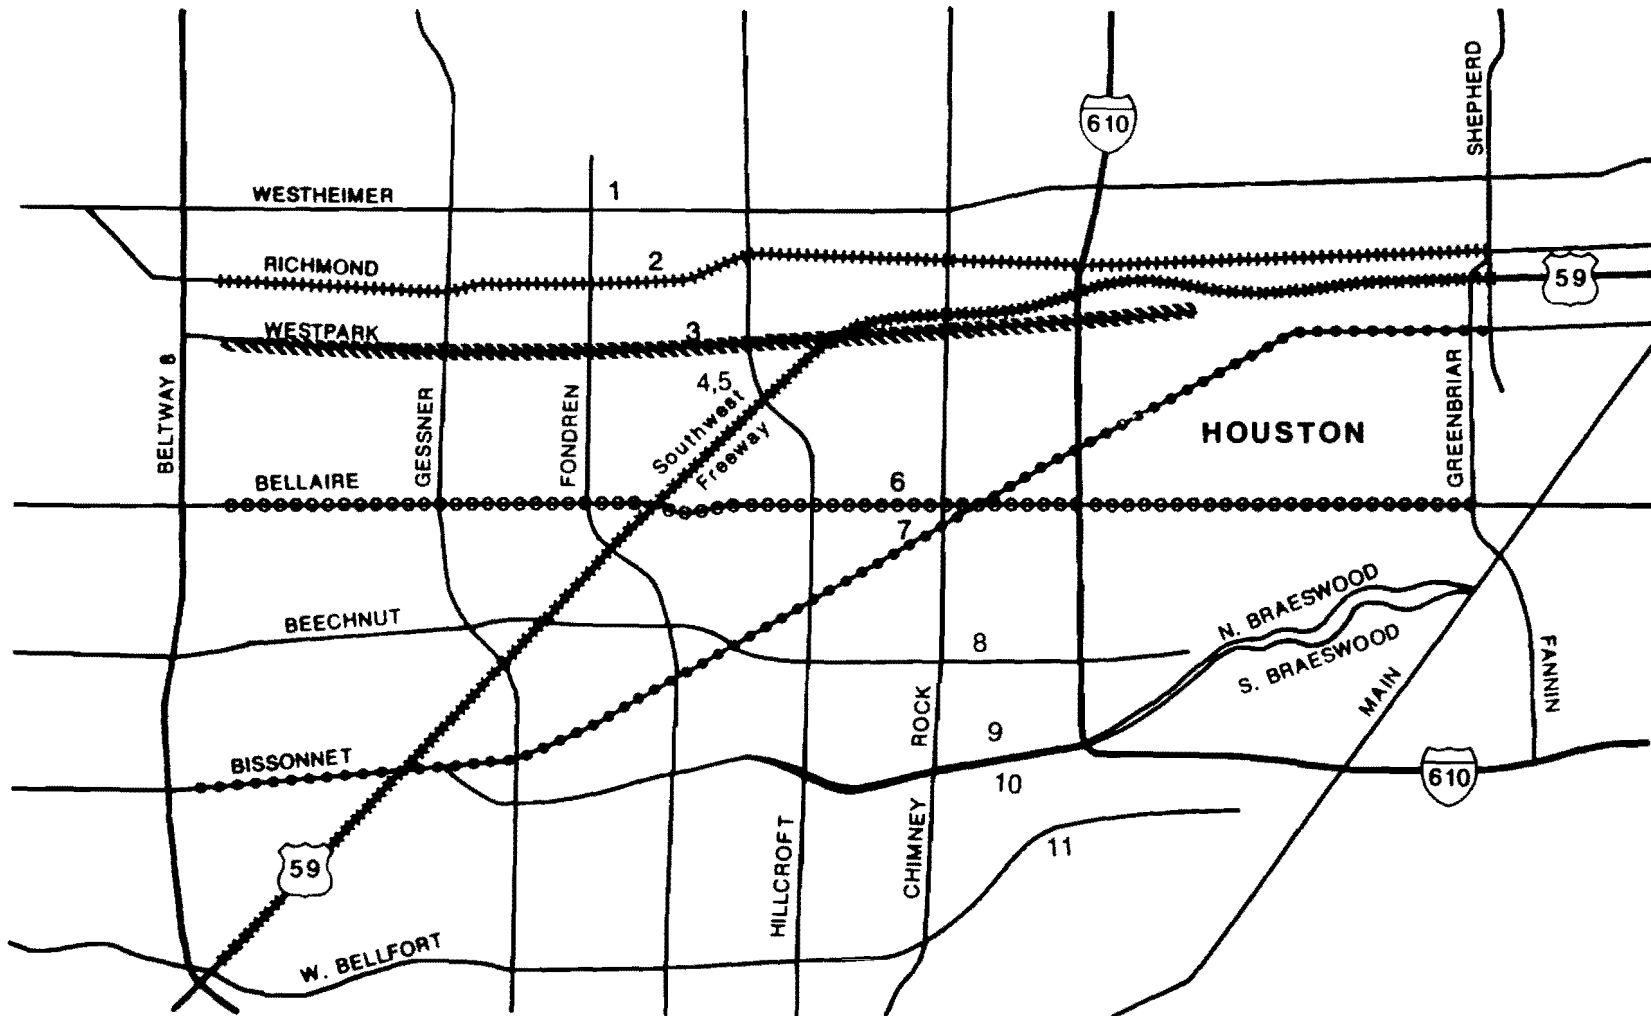 610
SHEPHERD
WESTHEIMER
1
RICHMOND
2
59
WESTPARK
3
BELTWAY 8
GESSNER
FONDREN
4,5
Southwest
Freeway
HOUSTON
GREENBRIAR
BELLAIRE
6
7
BEECHNUT
8
N. BRAESWOOD
S. BRAESWOOD
MAIN
FANNIN
BISSONNET
9
10
610
CHIMNEY ROCK
HILLCROFT
11
59
W. BELLFORT